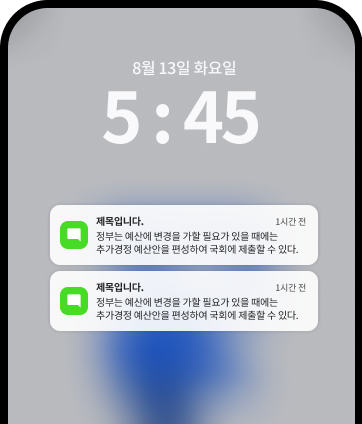 8월 13일 화요일
5:45
제목입니다. 1시간 전
정부는 예산에 변경을 가할 필요가 있을 때에는
추가경정 예산안을 편성하여 국회에 제출할 수 있다.
제목입니다. 1시간 전
정부는 예산에 변경을 가할 필요가 있을 때에는
추가경정 예산안을 편성하여 국회에 제출할 수 있다.